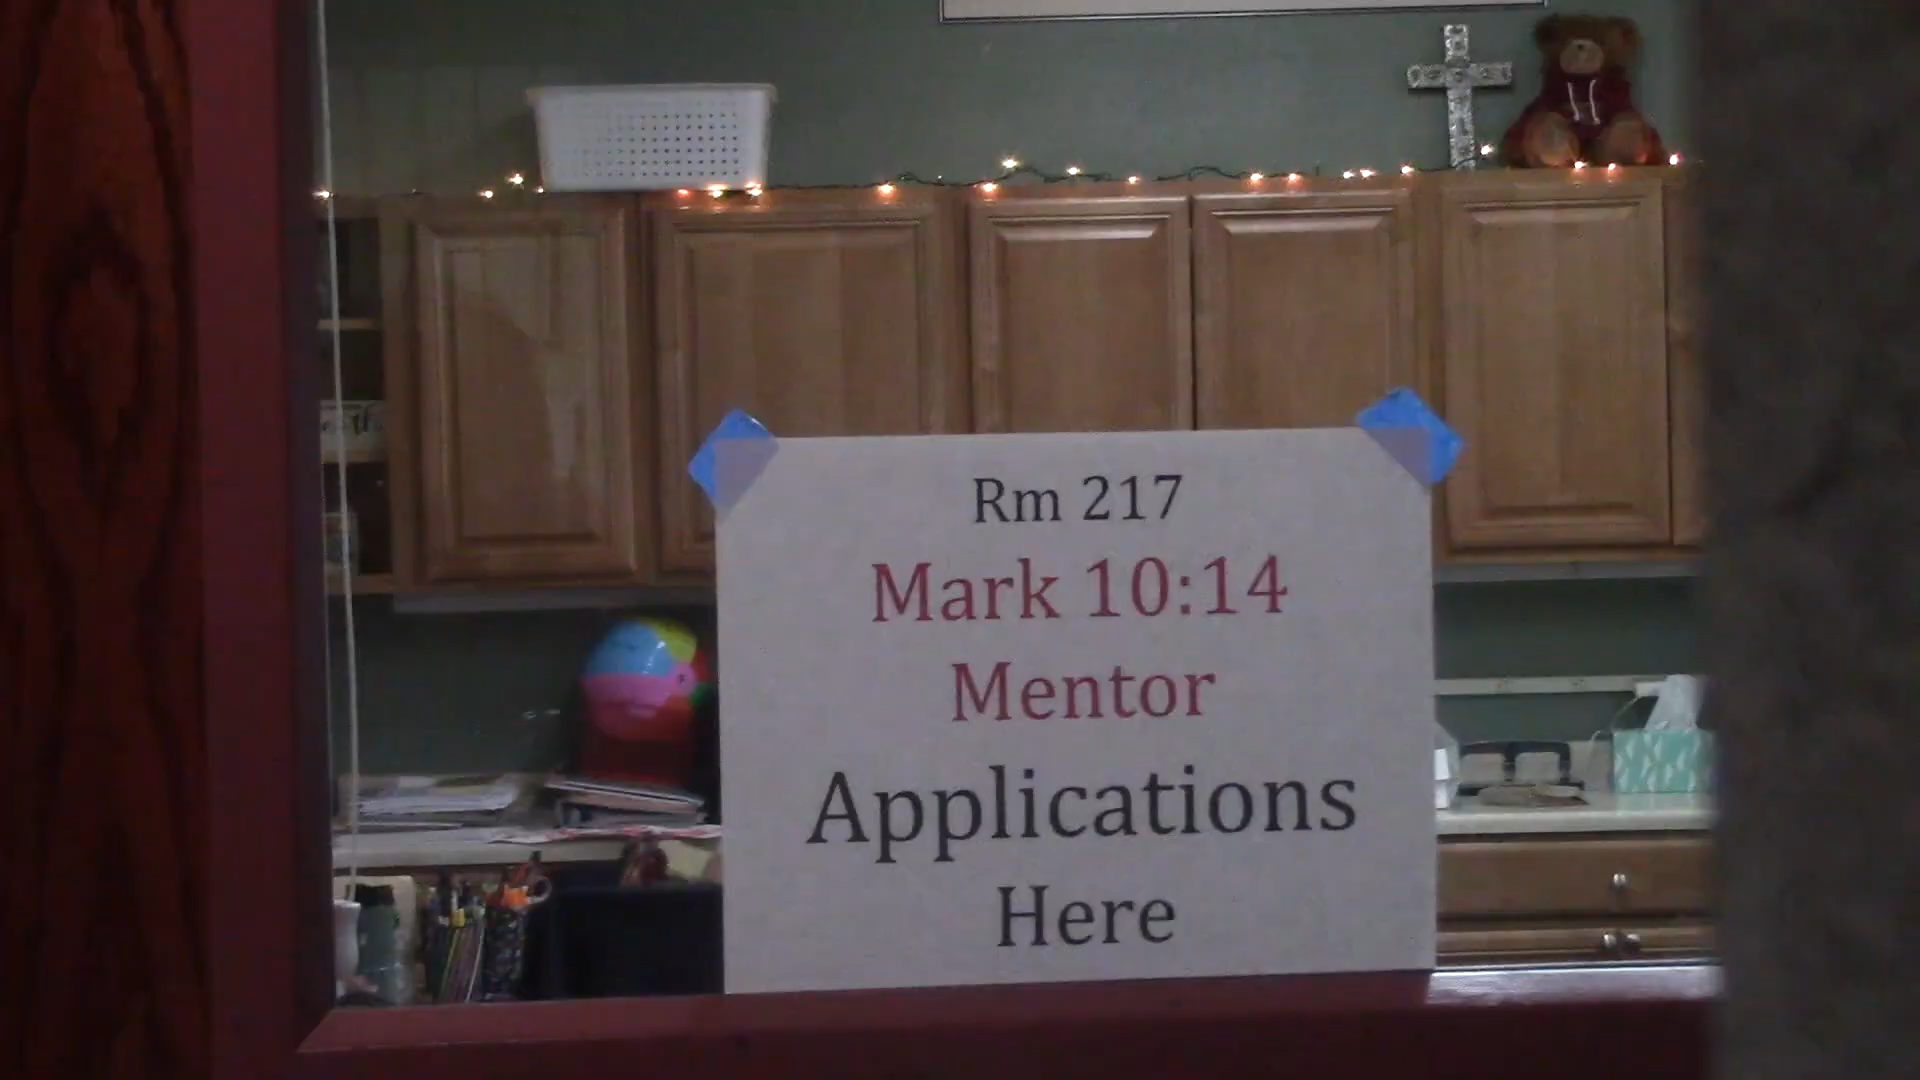 Rm 217
Mark 10:14
Mentor
Applications
Here